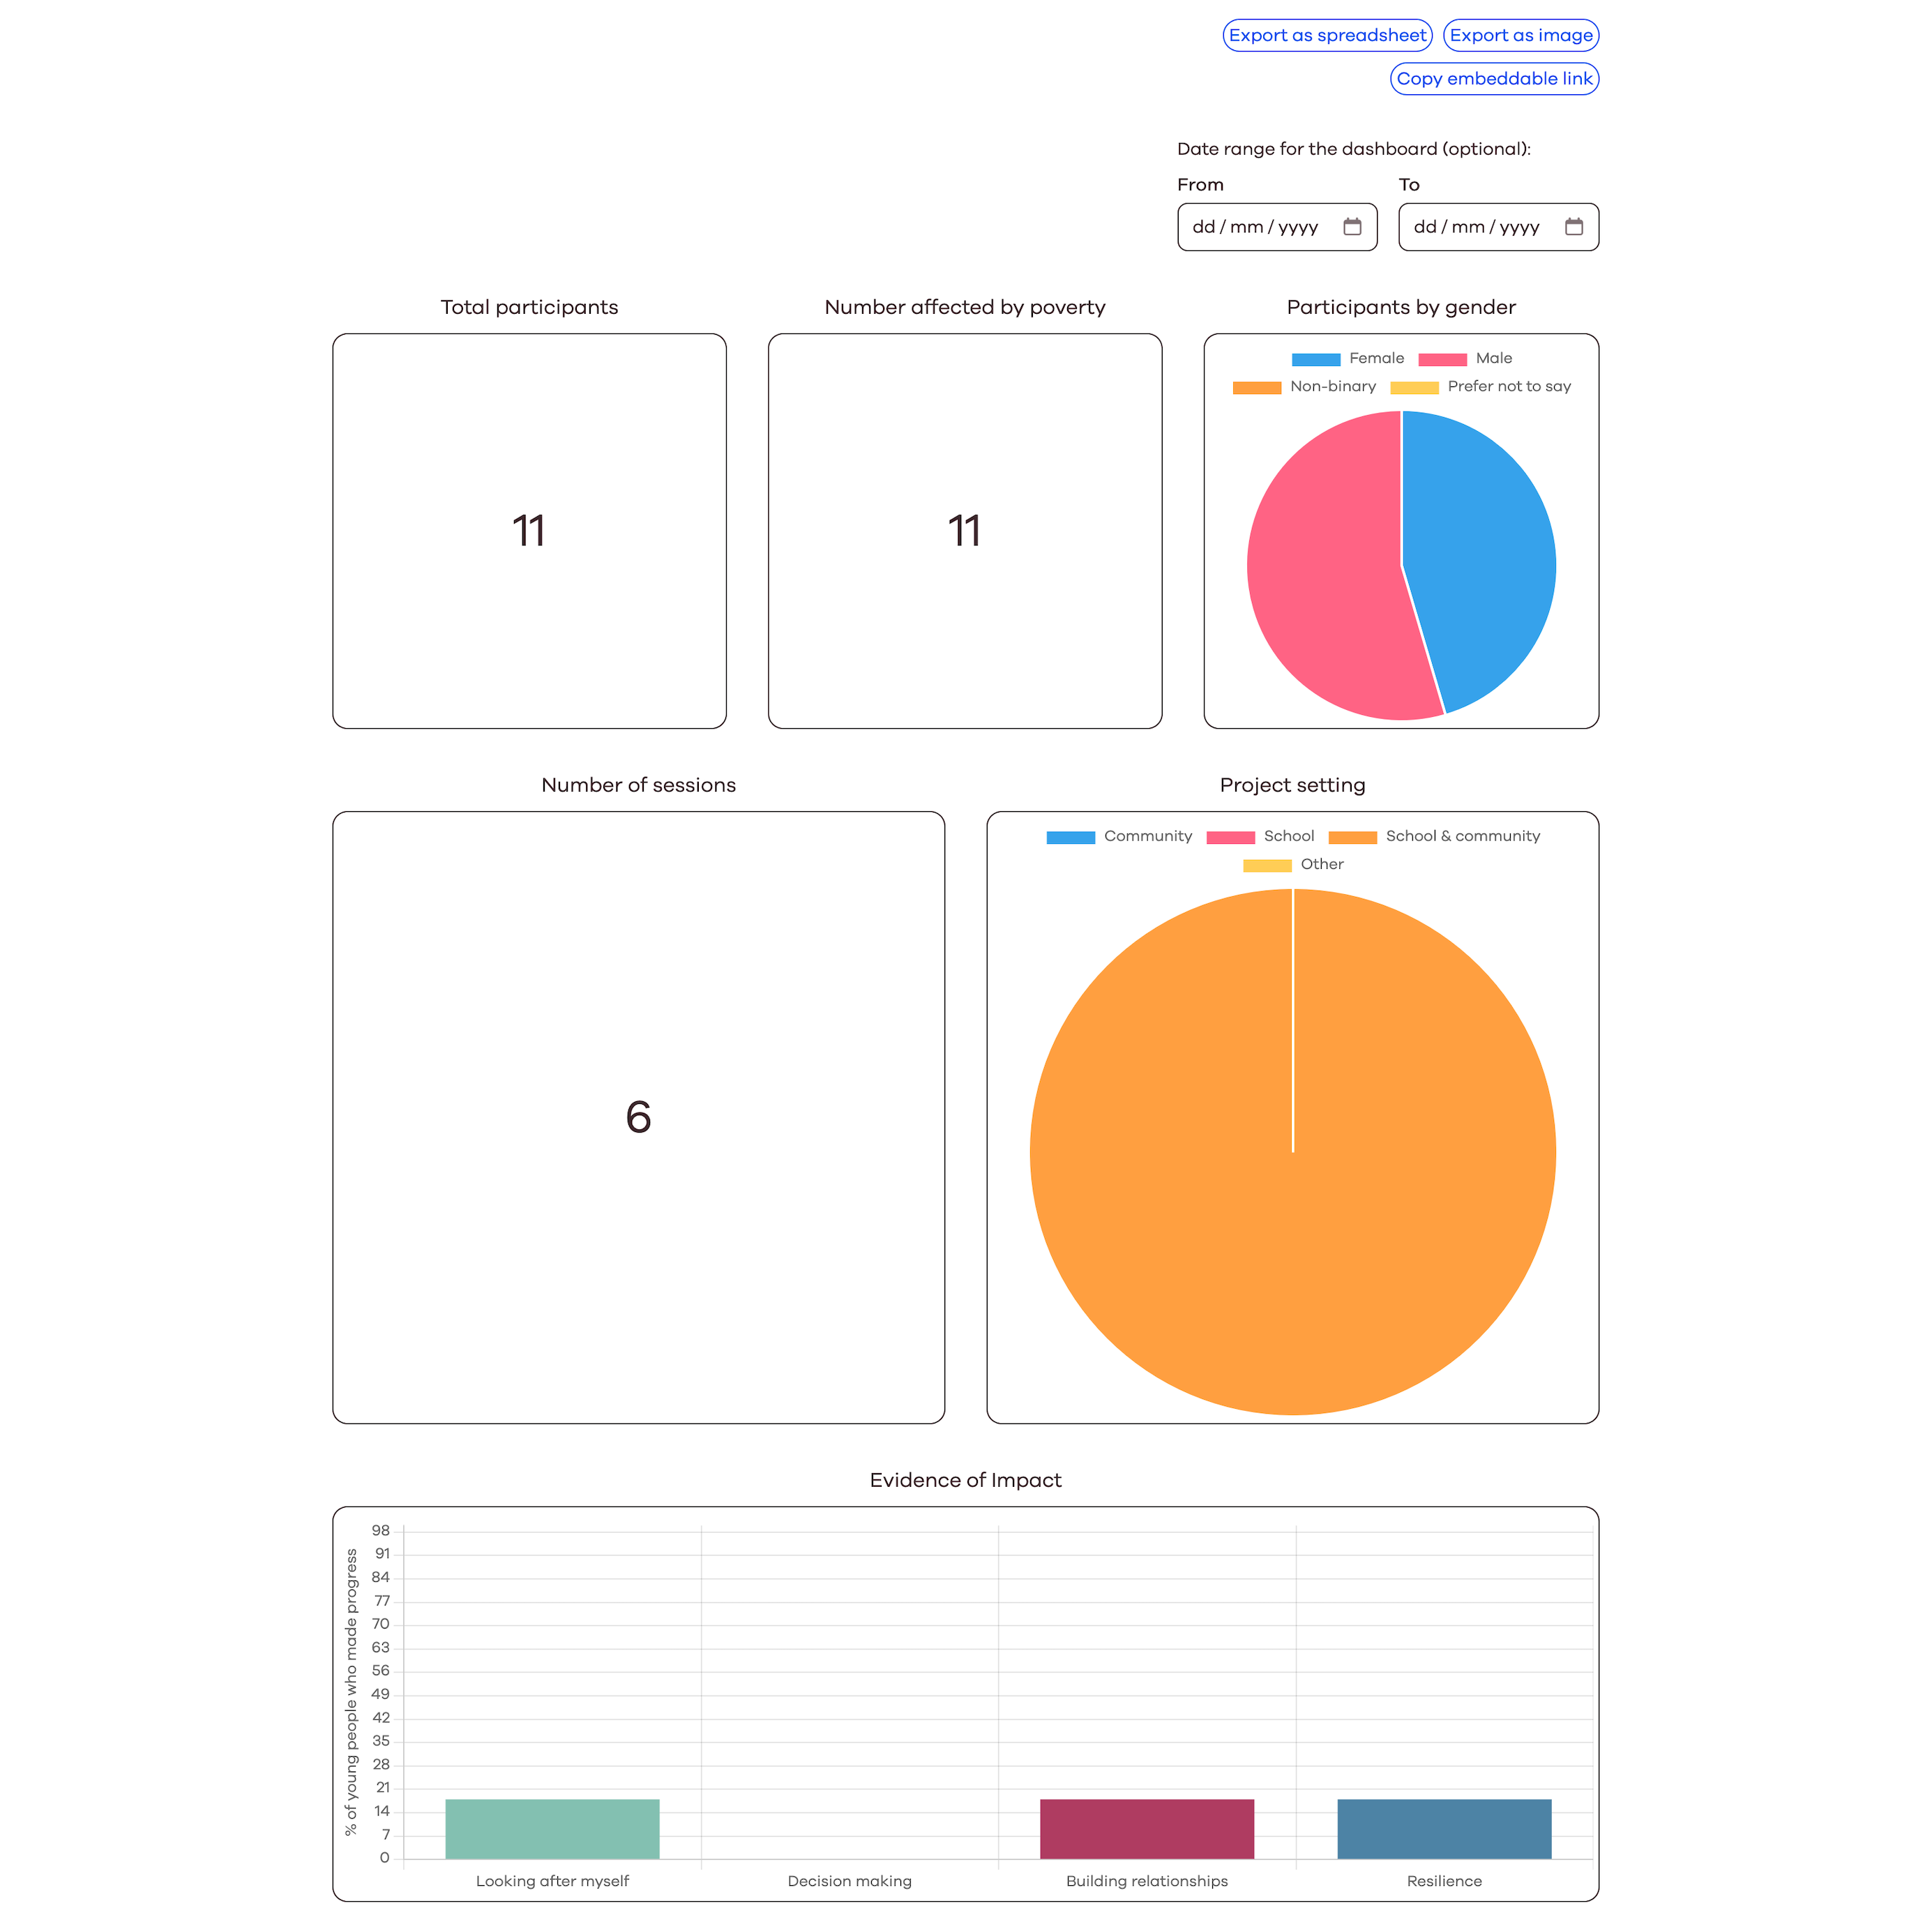 Export as spreadsheet Export as image
Copy embeddable link
Date range for the dashboard (optional):
From To
dd / mm / yyyy dd / mm / yyyy
Total participants Number affected by poverty Participants by gender
Female Male
Non-binary Prefer not to say
11 11
Number of sessions Project setting
Community School School & community
Other
6
Evidence of Impact
% of young people who made progress
98
91
84
77
70
63
56
49
42
35
28
21
14
7
0
Looking after myself Decision making Building relationships Resilience